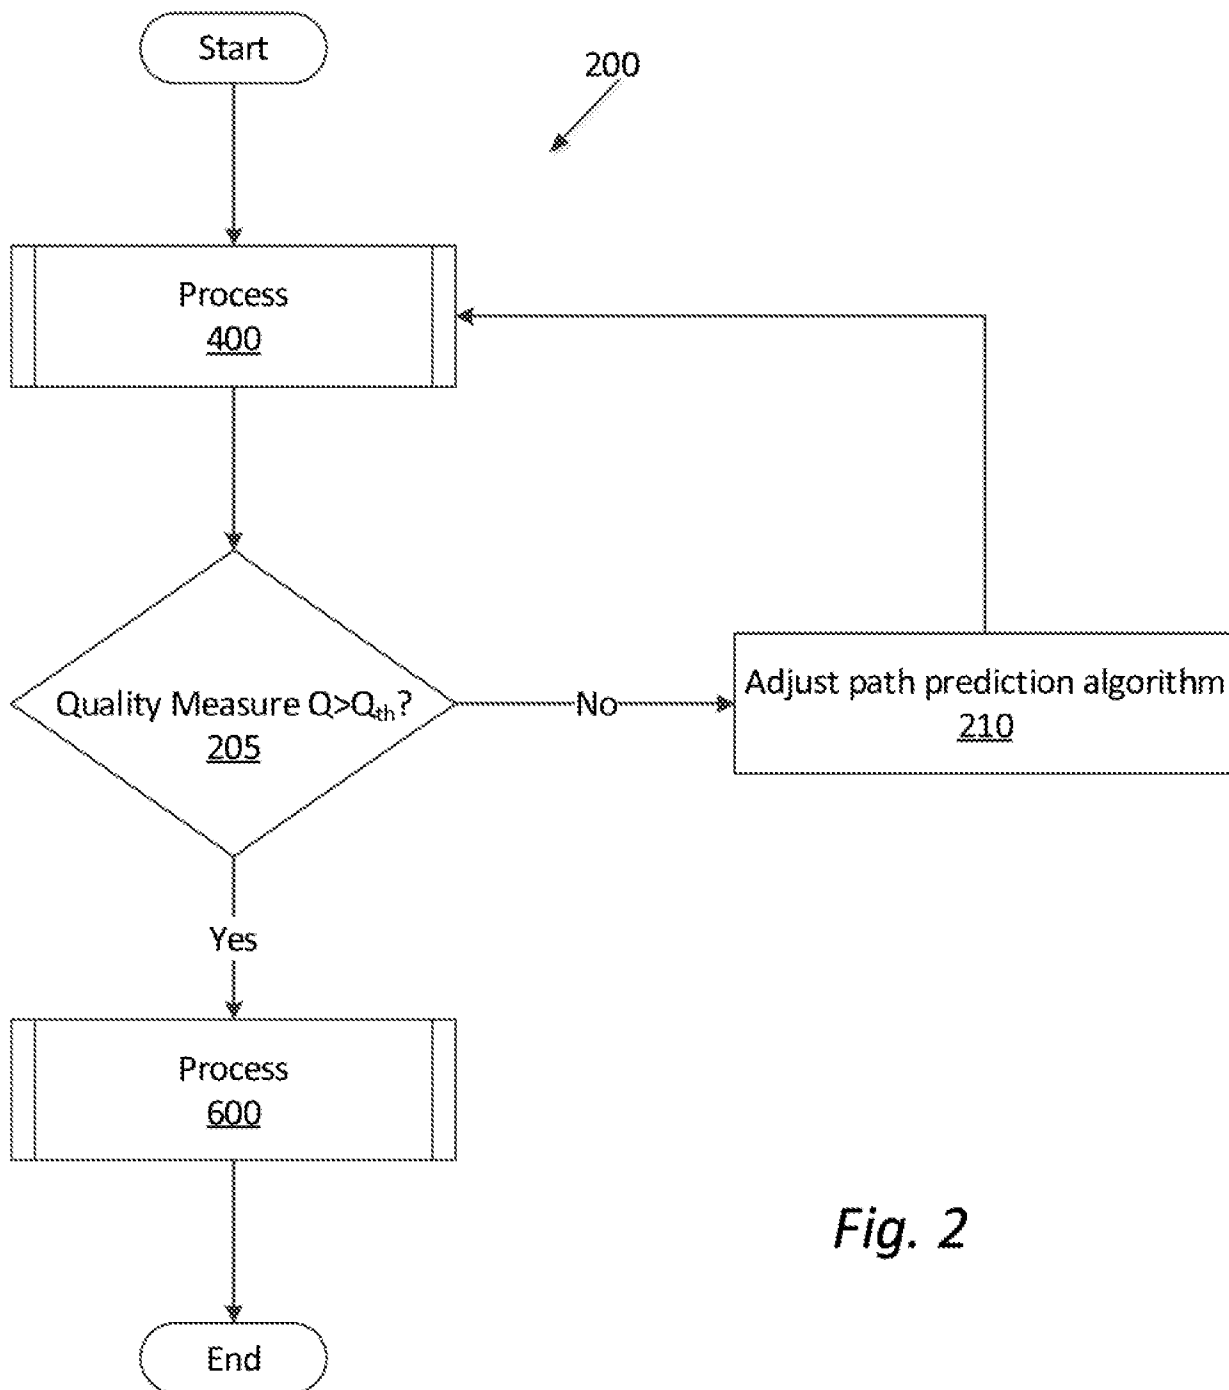 Start
200
Process
400
Quality Measure Q>Qth?
205
No
Adjust path prediction algorithm
210
Yes
Process
600
Fig. 2
End